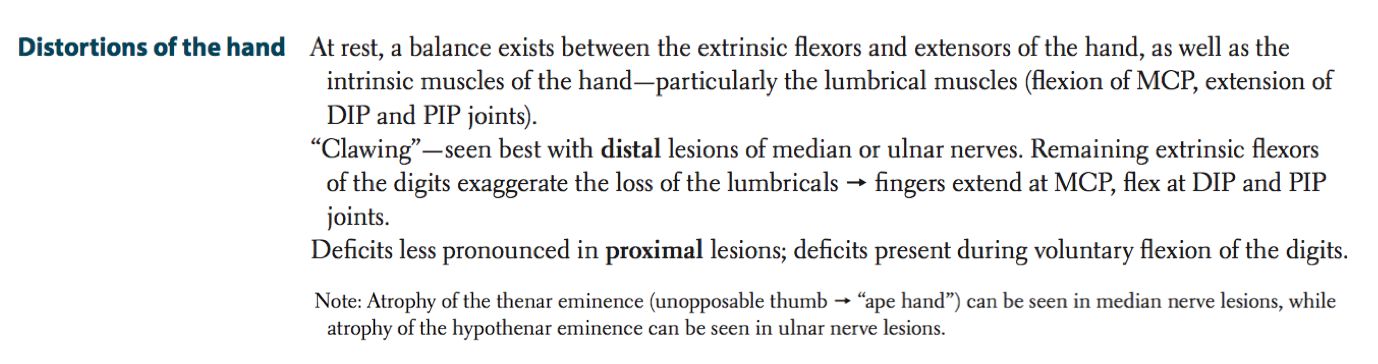 Distortions of the hand At rest, a balance exists between the extrinsic flexors and extensors of the hand, as well as the
intrinsic muscles of the hand—particularly the lumbrical muscles (flexion of MCP, extension of
DIP and PIP joints).
“Clawing”—seen best with distal lesions of median or ulnar nerves. Remaining extrinsic flexors
of the digits exaggerate the loss of the lumbricals → fingers extend at MCP, flex at DIP and PIP
joints.
Deficits less pronounced in proximal lesions; deficits present during voluntary flexion of the digits.
Note: Atrophy of the thenar eminence (unopposable thumb → “ape hand”) can be seen in median nerve lesions, while
atrophy of the hypothenar eminence can be seen in ulnar nerve lesions.